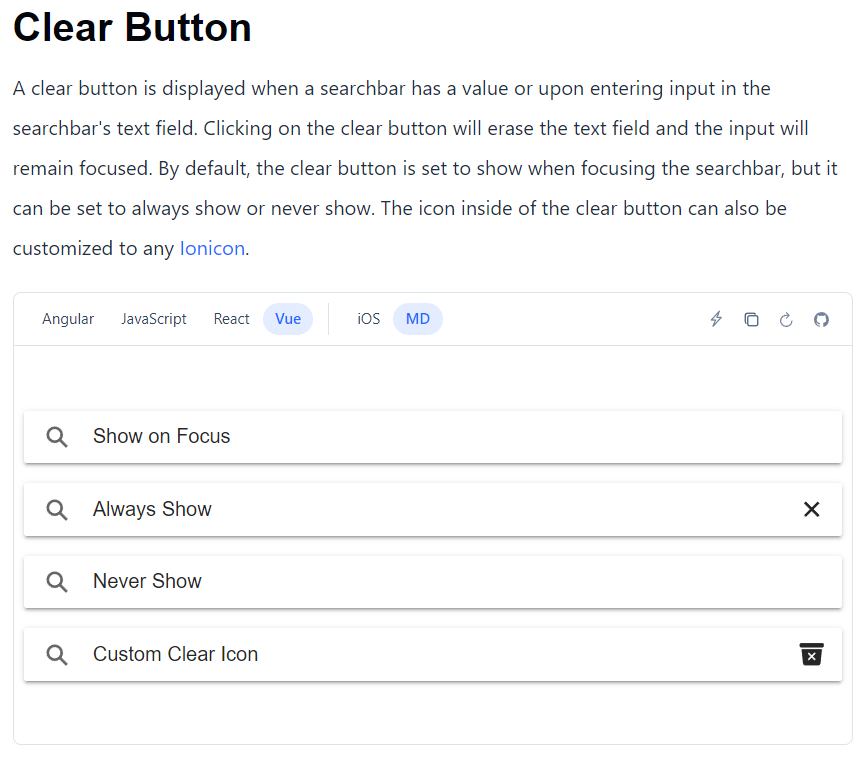 Clear Button
A clear button is displayed when a searchbar has a value or upon entering input in the
searchbar's text field. Clicking on the clear button will erase the text field and the input will
remain focused. By default, the clear button is set to show when focusing the searchbar, but it
can be set to always show or never show. The icon inside of the clear button can also be
customized to any Ionicon.
Angular JavaScript React Vue iOS MD
Show on Focus
Always Show
Never Show
Custom Clear Icon